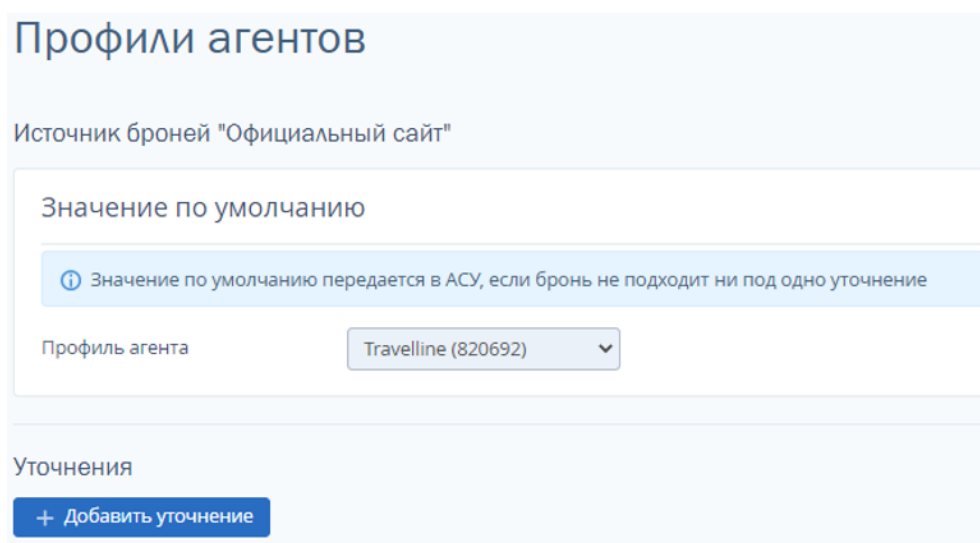 Профили агентов
Источник броней "Официальный сайт"
Значение по умолчанию
Значение по умолчанию передается в АСУ, если бронь не подходит ни под одно уточнение
Профиль агента
Travelline (820692)
Уточнения
+ Добавить уточнение